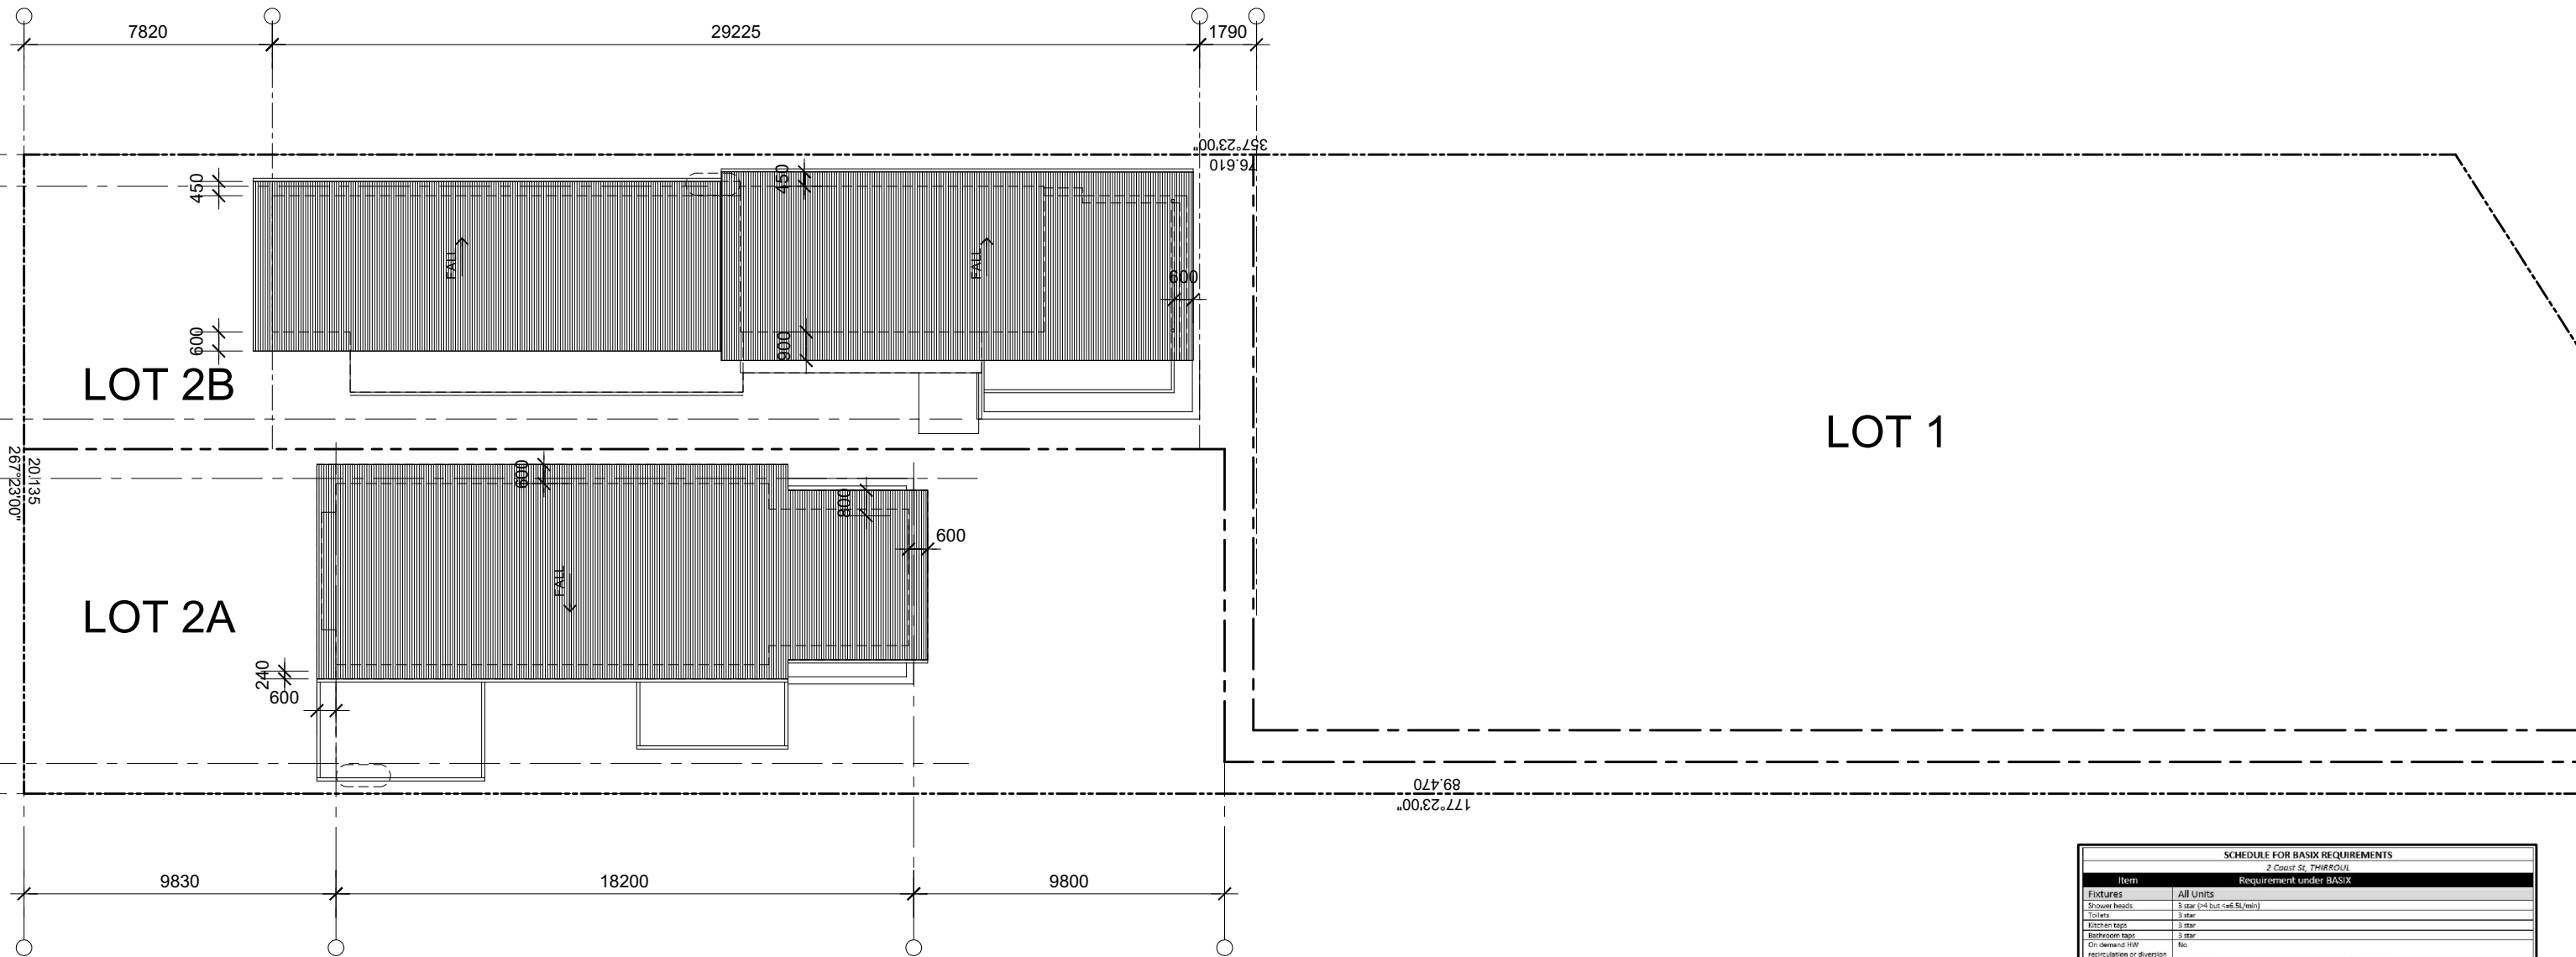 7820
29225
1790
357°23'00"
76.610
450
450
FALL
FALL
600
600
900
LOT 2B
LOT 1
20.135
267°23'00"
600
800
600
FALL
LOT 2A
240
600
89.470
177°23'00"
9830
18200
9800
SCHEDULE FOR BASIX REQUIREMENTS
2 Coast St, THIRROUL
Item Requirement under BASIX
Fixtures All Units
Shower heads 3 star (>4 but <=6.5L/min)
Toilets 3 star
Kitchen taps 3 star
Bathroom taps 3 star
On demand HW No
recirculation or diversion